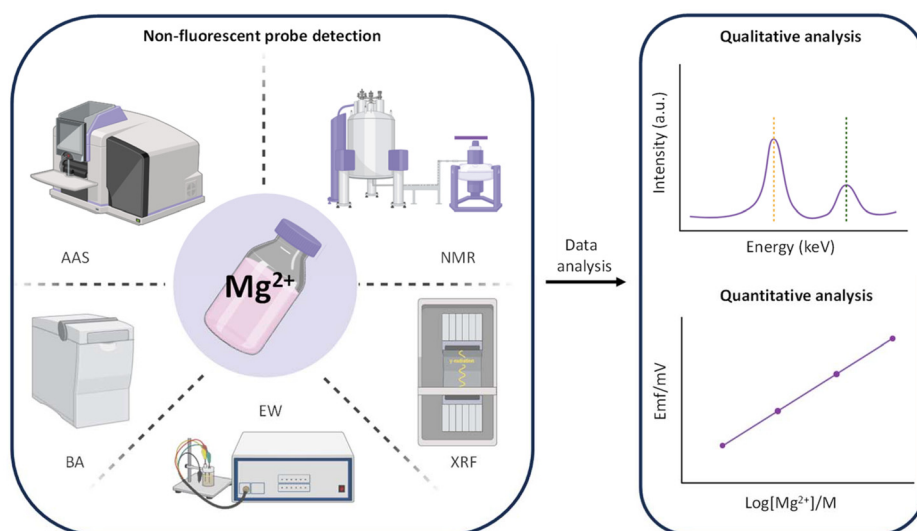 Non-fluorescent probe detection
AAS
NMR
Mg²⁺
BA
EW
XRF
Data
analysis
Qualitative analysis
Intensity (a.u.)
Energy (keV)
Quantitative analysis
Emf/mV
Log[Mg²⁺]/M